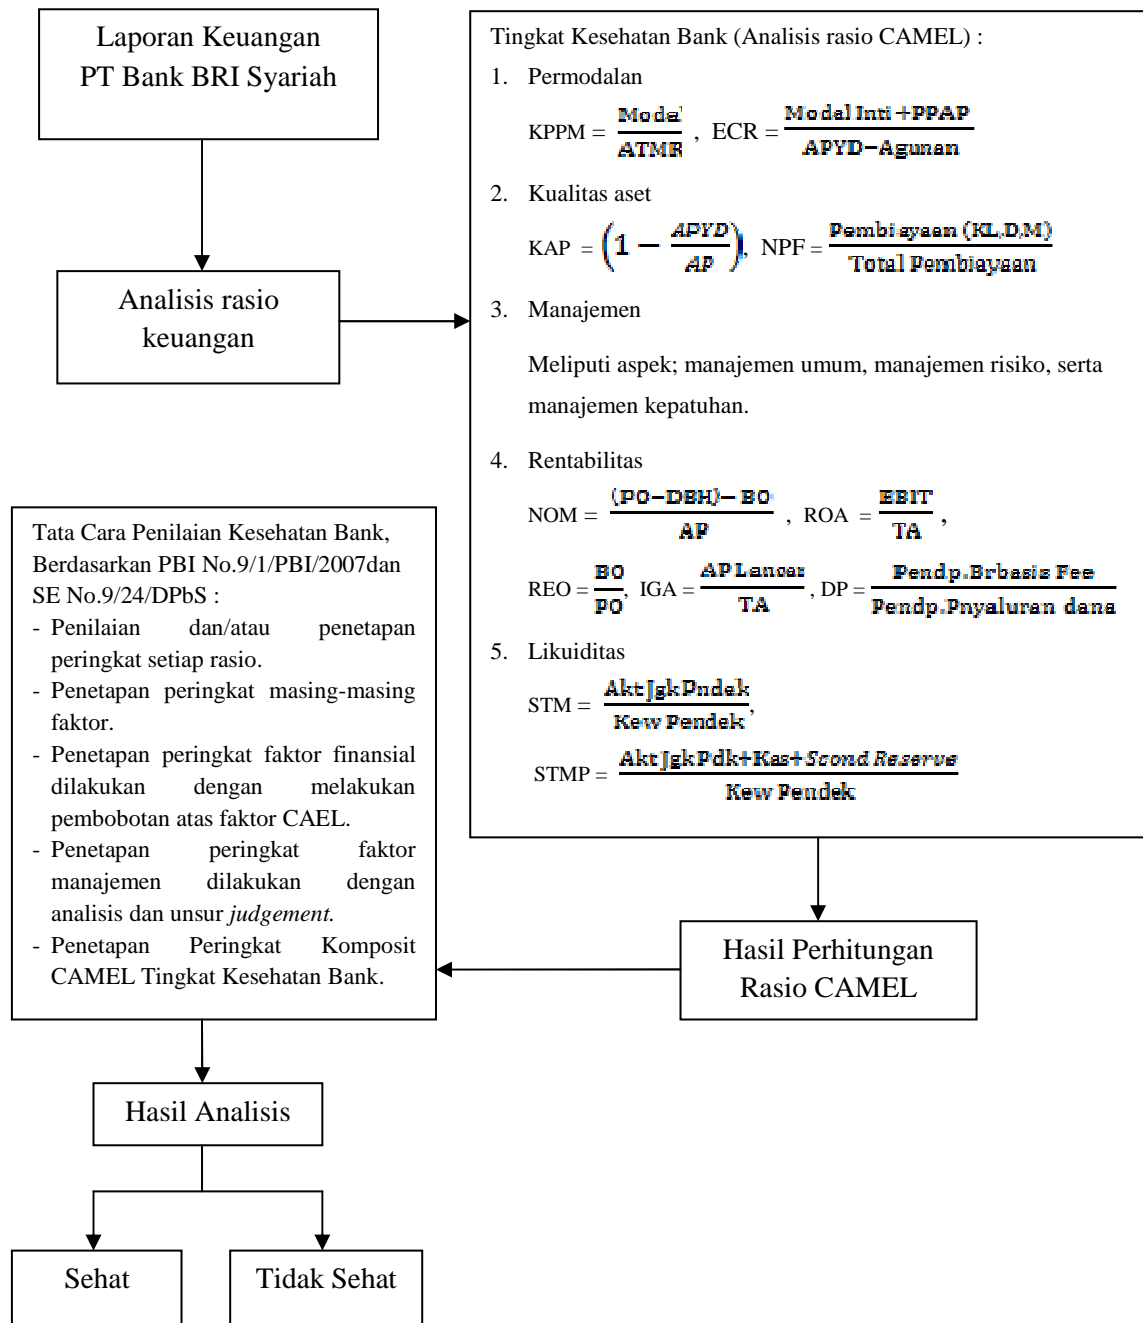 Laporan Keuangan
PT Bank BRI Syariah
Analisis rasio
keuangan
Tingkat Kesehatan Bank (Analisis rasio CAMEL) :
1. Permodalan
KPPM = Modal / ATMR , ECR = Modal Inti+PPAP / APYD−Agunan
2. Kualitas aset
KAP = (1 − APYD / AP), NPF = Pembiayaan (KL,D,M) / Total Pembiayaan
3. Manajemen
Meliputi aspek; manajemen umum, manajemen risiko, serta
manajemen kepatuhan.
4. Rentabilitas
NOM = (PO−DBH)− BO / AP , ROA = EBIT / TA ,
REO = BO / PO, IGA = AP Lancar / TA , DP = Pendp.Brbasis Fee / Pendp.Pnyaluran dana
5. Likuiditas
STM = Akt Jgk Pndek / Kew Pendek,
STMP = Akt Jgk Pdk+Kas+Scond Reserve / Kew Pendek
Hasil Perhitungan
Rasio CAMEL
Tata Cara Penilaian Kesehatan Bank,
Berdasarkan PBI No.9/1/PBI/2007dan
SE No.9/24/DPbS :
- Penilaian dan/atau penetapan
peringkat setiap rasio.
- Penetapan peringkat masing-masing
faktor.
- Penetapan peringkat faktor finansial
dilakukan dengan melakukan
pembobotan atas faktor CAEL.
- Penetapan peringkat faktor
manajemen dilakukan dengan
analisis dan unsur judgement.
- Penetapan Peringkat Komposit
CAMEL Tingkat Kesehatan Bank.
Hasil Analisis
Sehat
Tidak Sehat